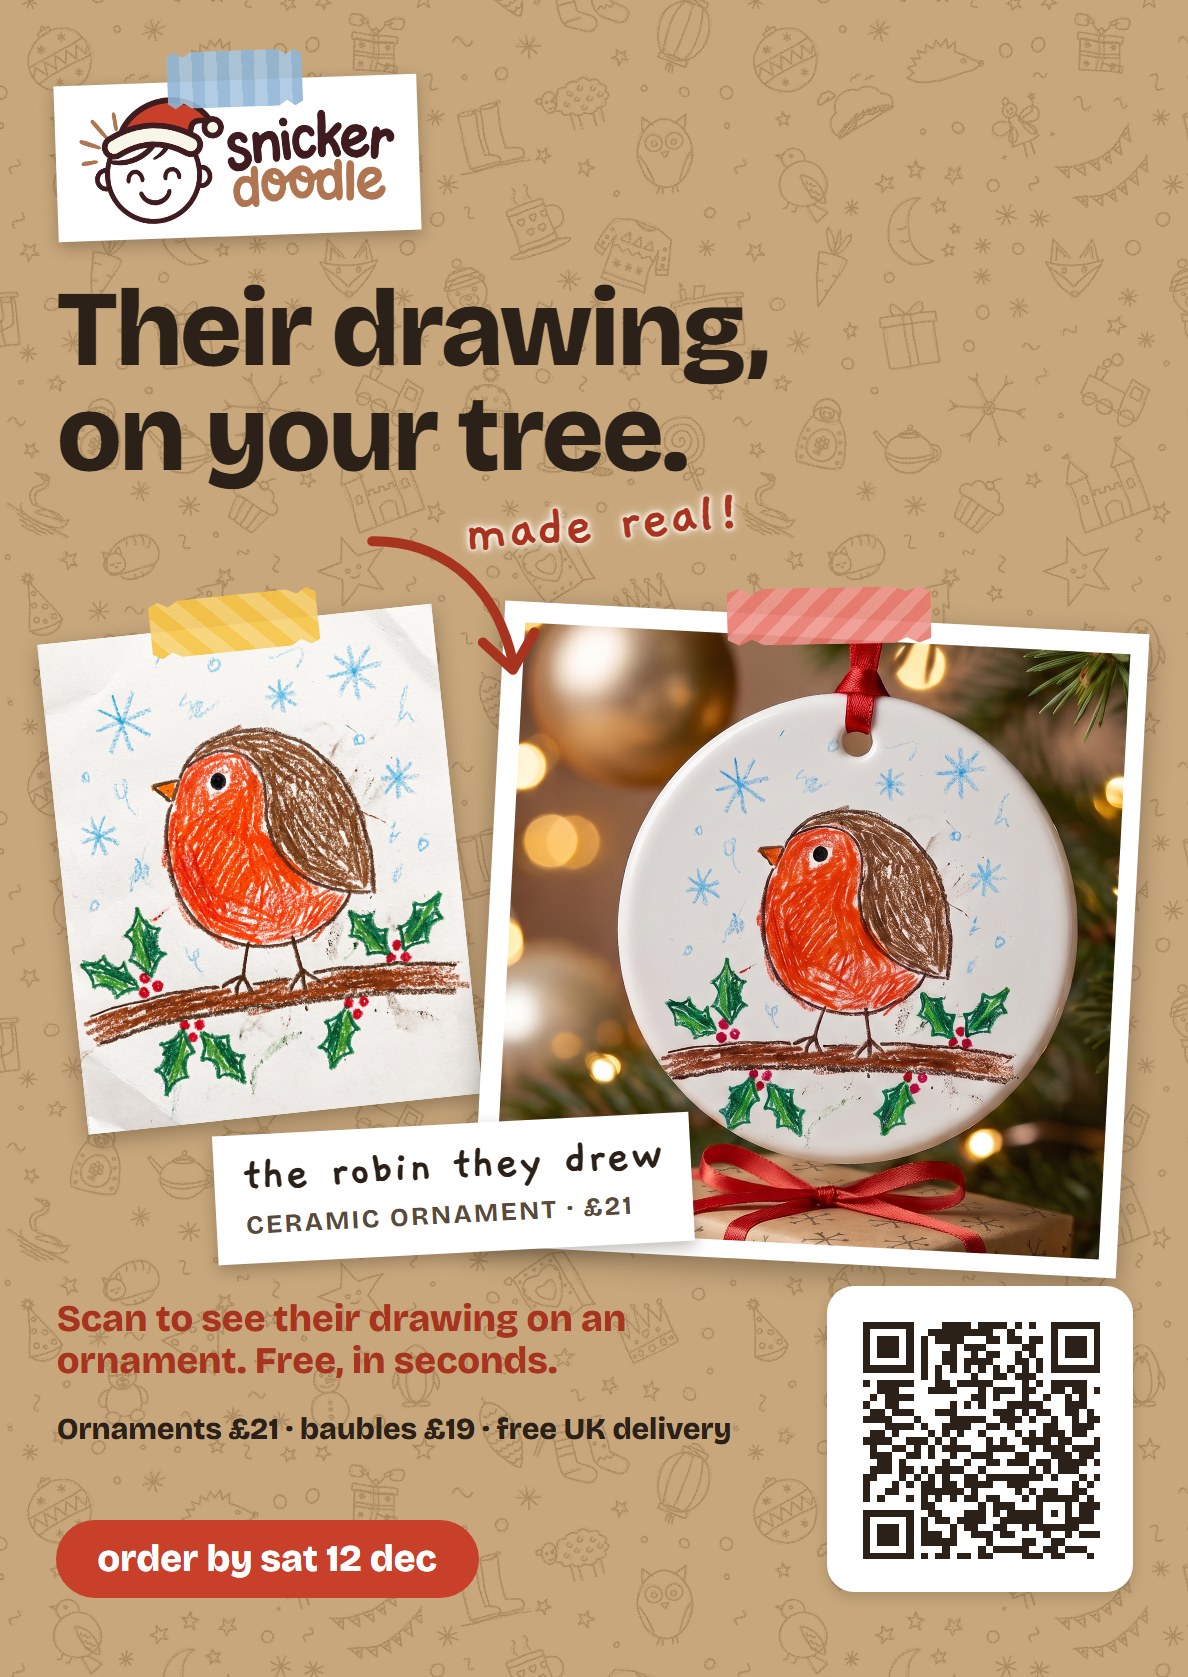 snicker
doodle
Their drawing,
on your tree.
made real!
the robin they drew
CERAMIC ORNAMENT · £21
Scan to see their drawing on an
ornament. Free, in seconds.
Ornaments £21 · baubles £19 · free UK delivery
order by sat 12 dec